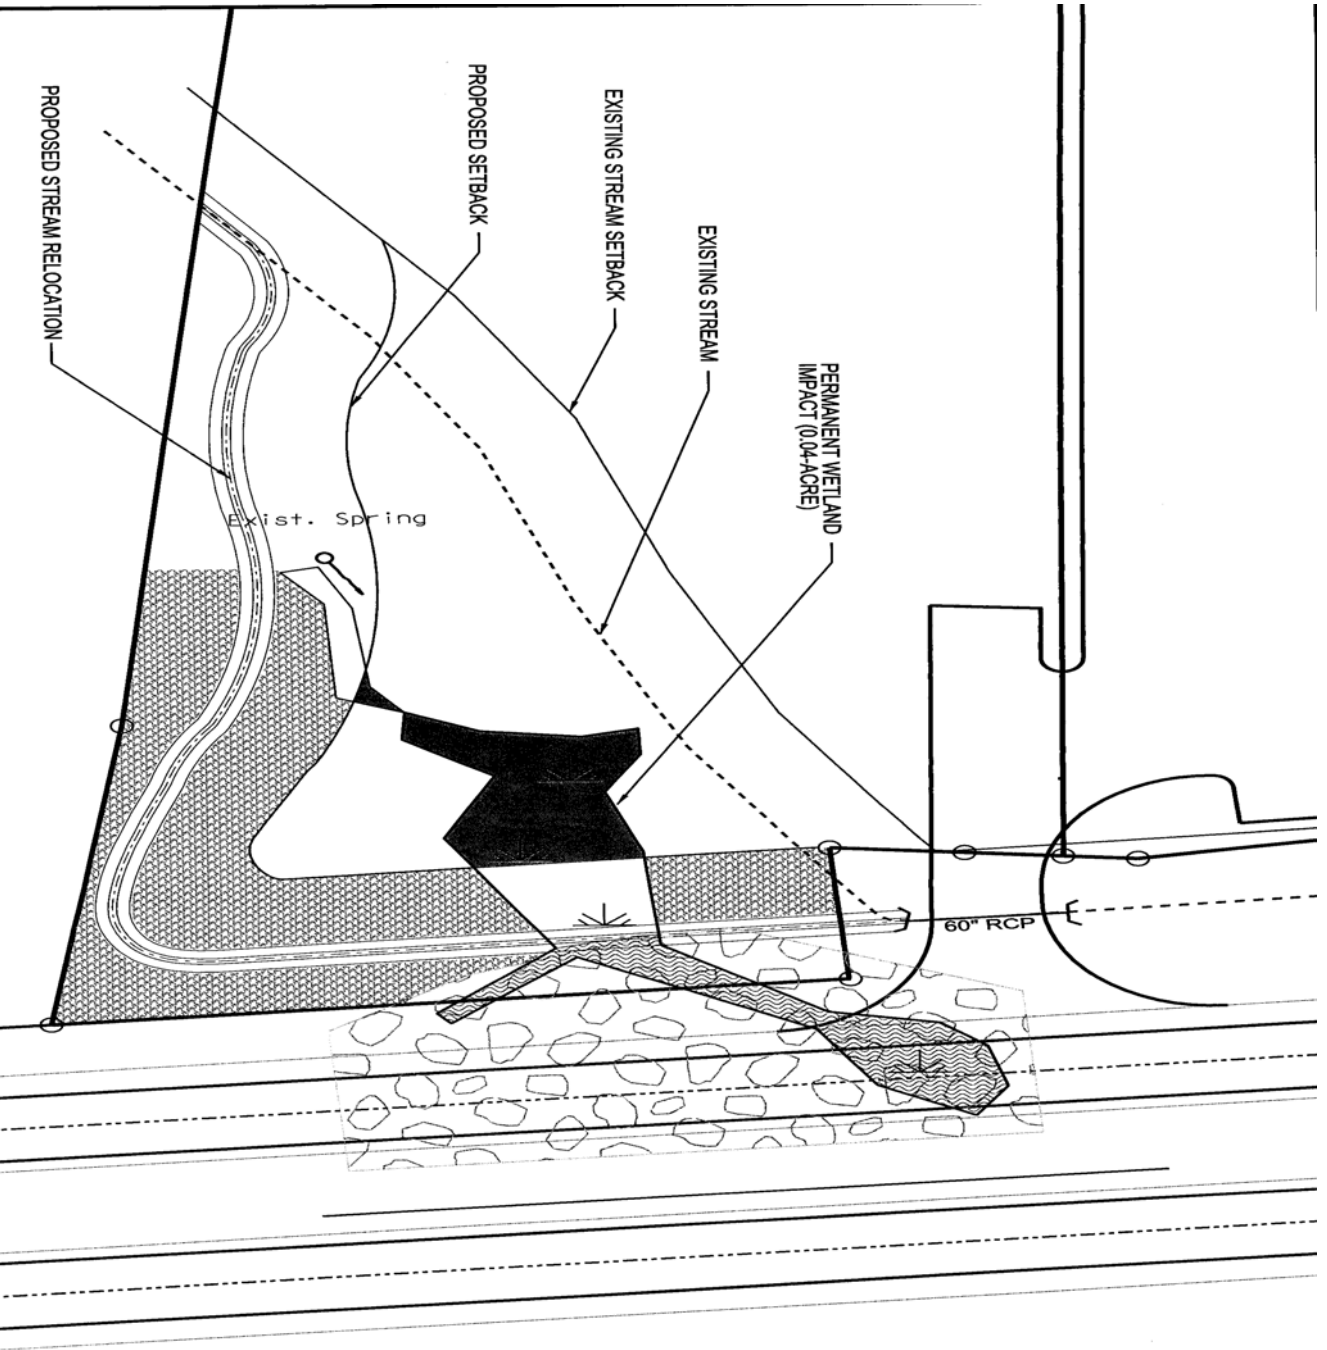 PROPOSED STREAM RELOCATION
PROPOSED SETBACK
EXISTING STREAM SETBACK
EXISTING STREAM
PERMANENT WETLAND
IMPACT (0.04-ACRE)
Exist. Spring
60" RCP